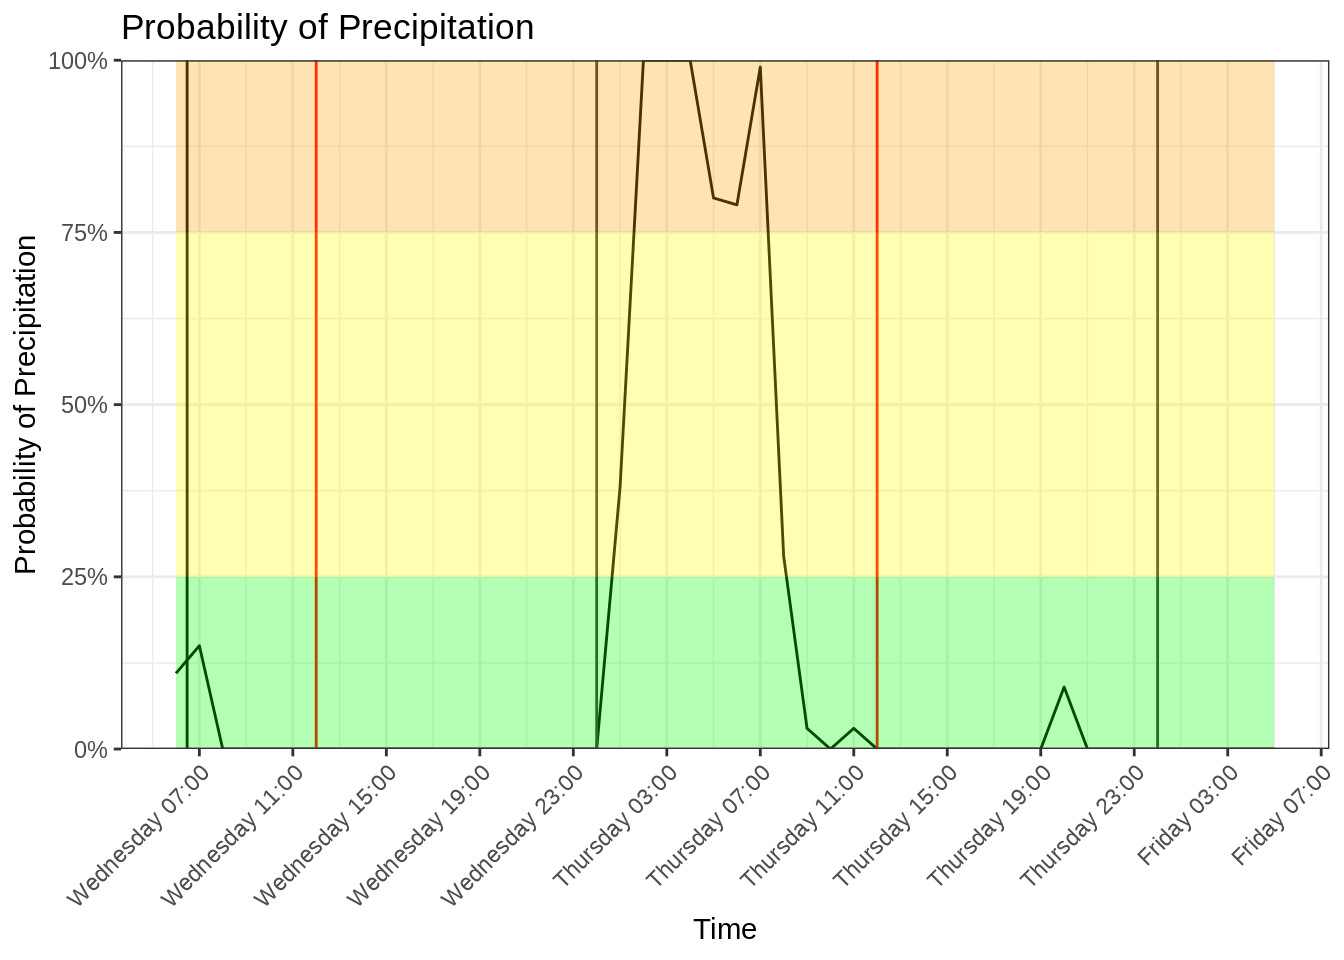 Probability of Precipitation
Probability of Precipitation
100%
75%
50%
25%
0%
Wednesday 07:00
Wednesday 11:00
Wednesday 15:00
Wednesday 19:00
Wednesday 23:00
Thursday 03:00
Thursday 07:00
Thursday 11:00
Thursday 15:00
Thursday 19:00
Thursday 23:00
Friday 03:00
Friday 07:00
Time